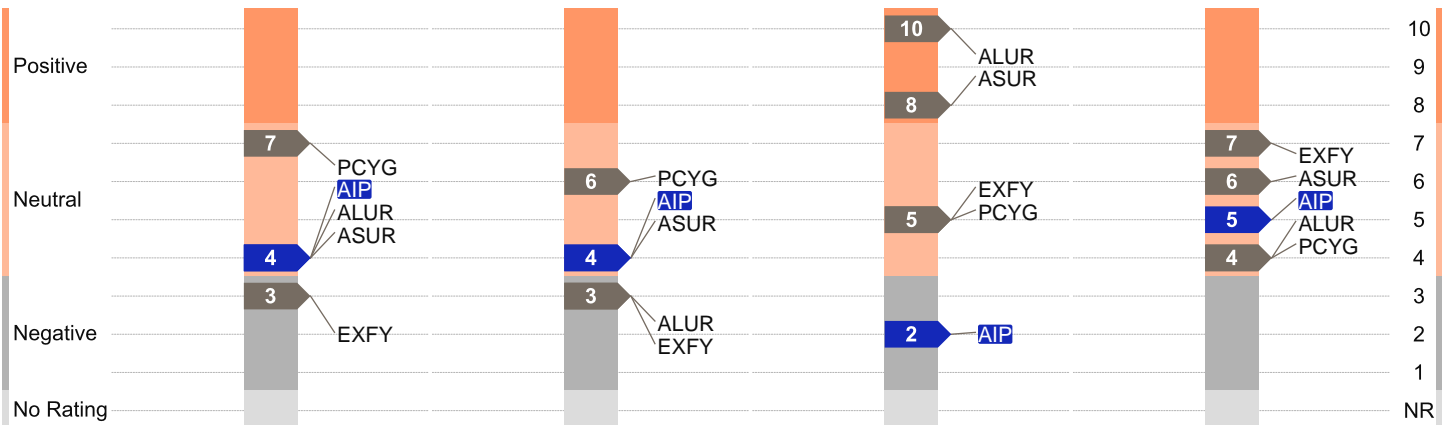 10
10
Positive
ALUR
9
ASUR
8
8
7
7
7
PCYG
PCYG
EXFY
6
6
ASUR
6
Neutral
AIP
AIP
EXFY
AIP
ALUR
ASUR
5
PCYG
5
ALUR
5
ASUR
PCYG
4
4
4
4
3
3
3
Negative
EXFY
ALUR
EXFY
2
AIP
2
1
No Rating
NR